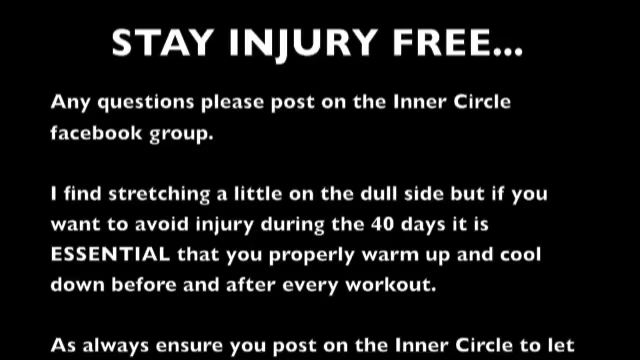 STAY INJURY FREE...
Any questions please post on the Inner Circle
facebook group.
I find stretching a little on the dull side but if you
want to avoid injury during the 40 days it is
ESSENTIAL that you properly warm up and cool
down before and after every workout.
As always ensure you post on the Inner Circle to let